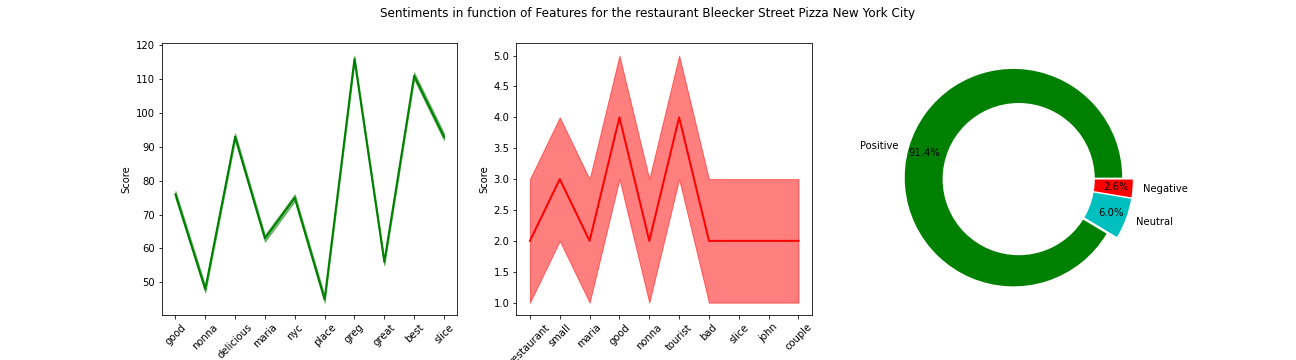 Sentiments in function of Features for the restaurant Bleecker Street Pizza New York City
Score
120
110
100
90
80
70
60
50
good
nonna
delicious
maria
nyc
place
greg
great
best
slice
Score
5.0
4.5
4.0
3.5
3.0
2.5
2.0
1.5
1.0
estaurant
small
maria
good
nonna
tourist
bad
slice
john
couple
Positive
91.4%
2.6%
Negative
6.0%
Neutral